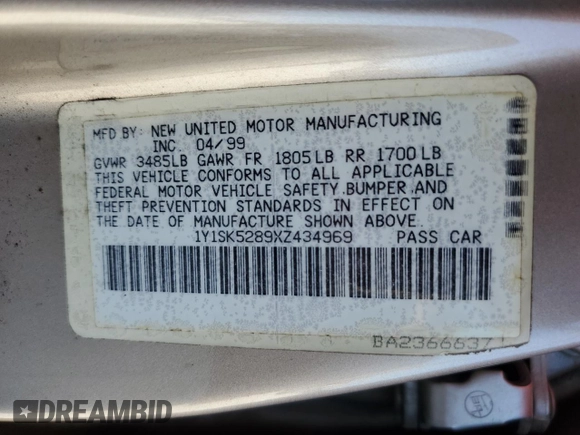 MFD BY: NEW UNITED MOTOR MANUFACTURING
INC. 04/99
GVWR 3485LB GAWR FR 1805LB RR 1700LB
THIS VEHICLE CONFORMS TO ALL APPLICABLE
FEDERAL MOTOR VEHICLE SAFETY.BUMPER.AND
THEFT PREVENTION STANDARDS IN EFFECT ON
THE DATE OF MANUFACTURE SHOWN ABOVE.
1Y1SK5289XZ434969 PASS CAR
BA2366637
DREAMBID